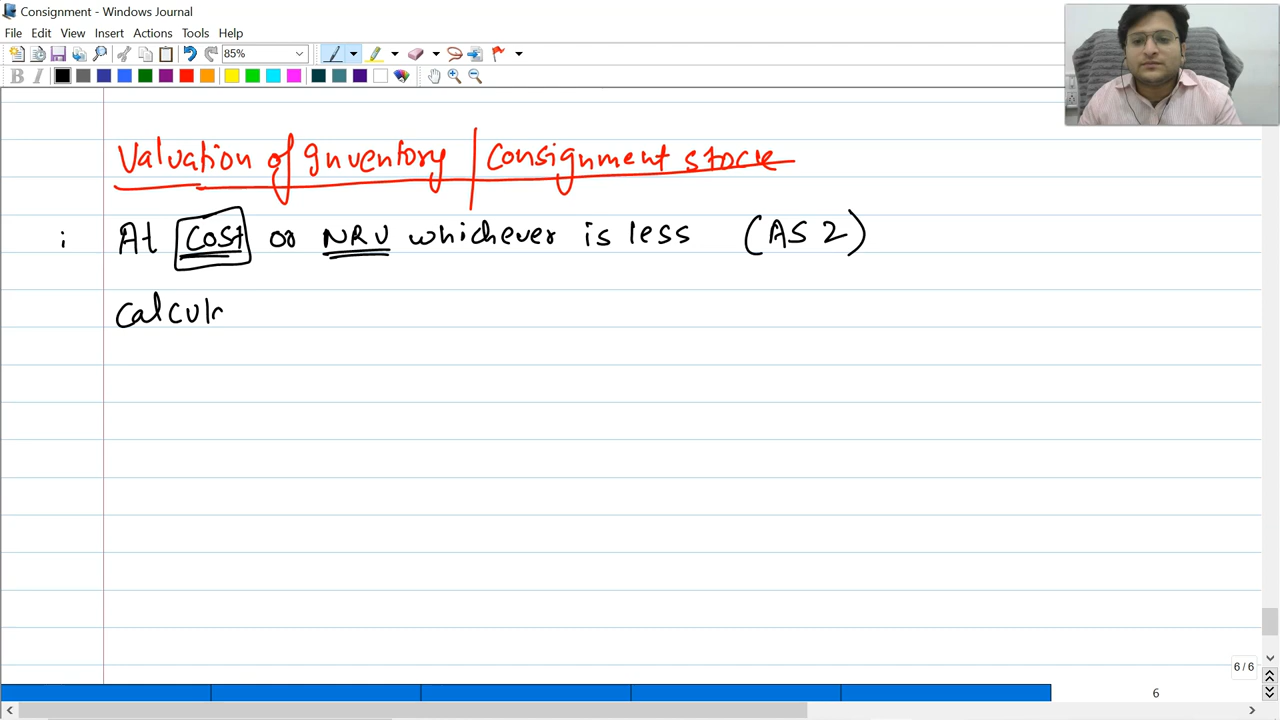 Consignment - Windows Journal
File Edit View Insert Actions Tools Help
85%
B I
Valuation of Inventory | Consignment stock
i At Cost or NRV whichever is less (AS 2)
Calcul
6 / 6
6